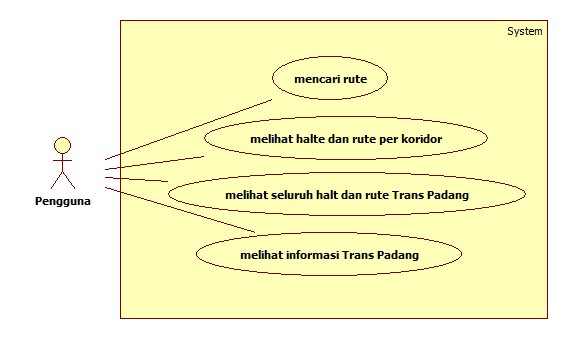 System
mencari rute
melihat halte dan rute per koridor
Pengguna
melihat seluruh halt dan rute Trans Padang
melihat informasi Trans Padang